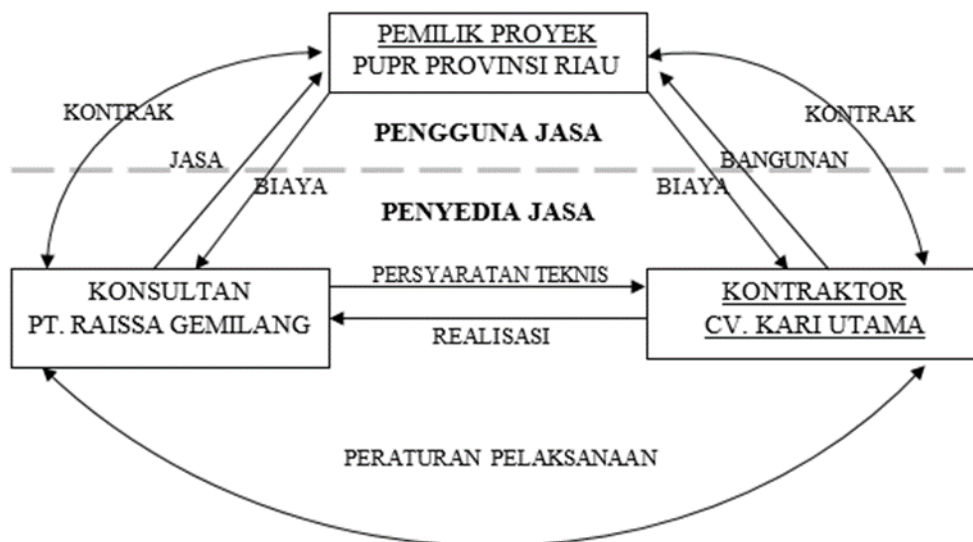 PEMILIK PROYEK
PUPR PROVINSI RIAU
KONTRAK
KONTRAK
PENGGUNA JASA
JASA
BANGUNAN
BIAYA
BIAYA
PENYEDIA JASA
KONSULTAN
PT. RAISSA GEMILANG
PERSYARATAN TEKNIS
REALISASI
KONTRAKTOR
CV. KARI UTAMA
PERATURAN PELAKSANAAN